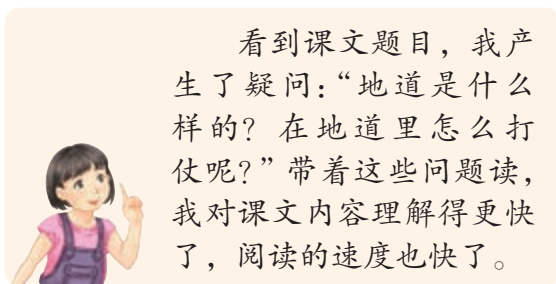 看到课文题目，我产
生了疑问：“地道是什么
样的？在地道里怎么打
仗呢？”带着这些问题读，
我对课文内容理解得更快
了，阅读的速度也快了。